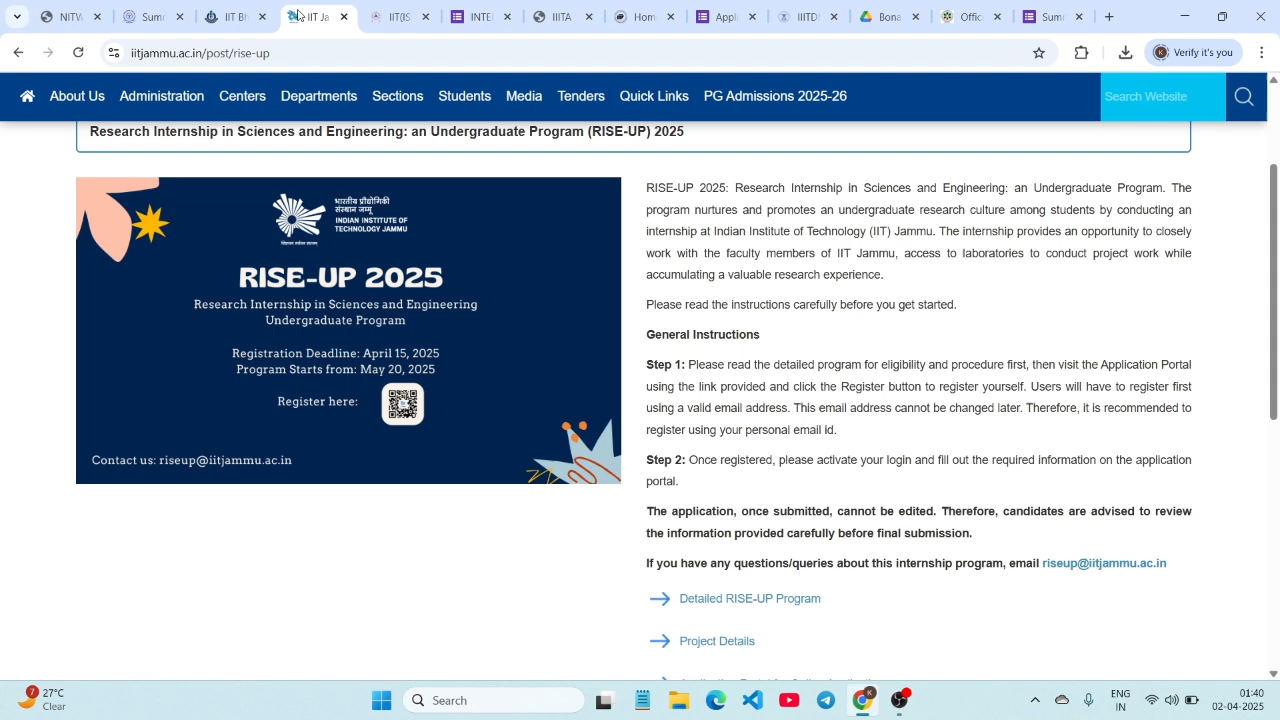 IIT Ja
IIITA
Hom
Appl
Appl
Bon
Offic
Sum
iitjammu.ac.in/post/rise-up
K
Verify it's you
About Us Administration Centers Departments Sections Students Media Tenders Quick Links PG Admissions 2025-26
Search Website
Research Internship in Sciences and Engineering: an Undergraduate Program (RISE-UP) 2025
भारतीय प्रौद्योगिकी
संस्थान जम्मू
INDIAN INSTITUTE OF
TECHNOLOGY JAMMU
RISE-UP 2025
Research Internship in Sciences and Engineering
Undergraduate Program
Registration Deadline: April 15, 2025
Program Starts from: May 20, 2025
Register here:
Contact us: riseup@iitjammu.ac.in
RISE-UP 2025: Research Internship in Sciences and Engineering: an Undergraduate Program. The
program nurtures and promotes an undergraduate research culture among students by conducting an
internship at Indian Institute of Technology (IIT) Jammu. The internship provides an opportunity to closely
work with the faculty members of IIT Jammu, access to laboratories to conduct project work while
accumulating a valuable research experience.
Please read the instructions carefully before you get started.
General Instructions
Step 1: Please read the detailed program for eligibility and procedure first, then visit the Application Portal
using the link provided and click the Register button to register yourself. Users will have to register first
using a valid email address. This email address cannot be changed later. Therefore, it is recommended to
register using your personal email id.
Step 2: Once registered, please activate your login and fill out the required information on the application
portal.
The application, once submitted, cannot be edited. Therefore, candidates are advised to review
the information provided carefully before final submission.
If you have any questions/queries about this internship program, email riseup@iitjammu.ac.in
Detailed RISE-UP Program
Project Details
7
27°C
Clear
Search
K
ENG
IN
01:40
02-04-2025